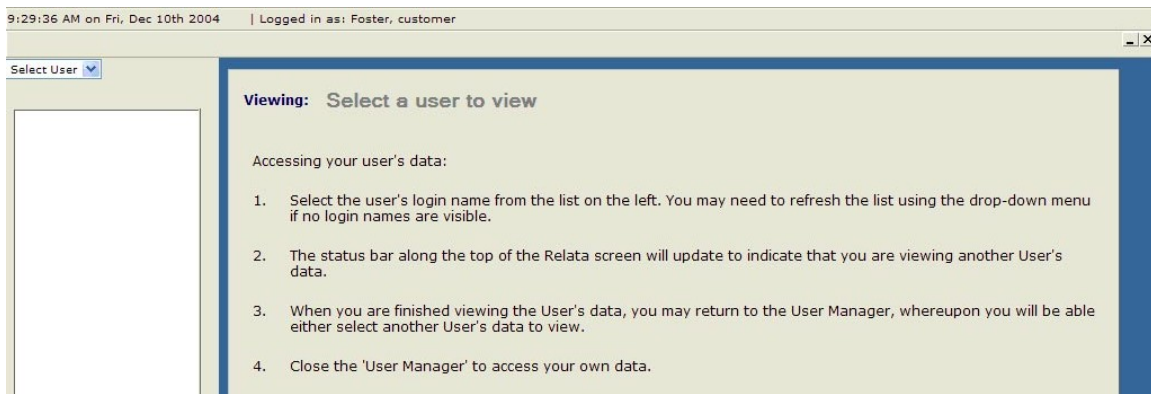 9:29:36 AM on Fri, Dec 10th 2004 | Logged in as: Foster, customer
Select User
Viewing: Select a user to view
Accessing your user's data:
1. Select the user's login name from the list on the left. You may need to refresh the list using the drop-down menu
if no login names are visible.
2. The status bar along the top of the Relata screen will update to indicate that you are viewing another User's
data.
3. When you are finished viewing the User's data, you may return to the User Manager, whereupon you will be able
either select another User's data to view.
4. Close the 'User Manager' to access your own data.